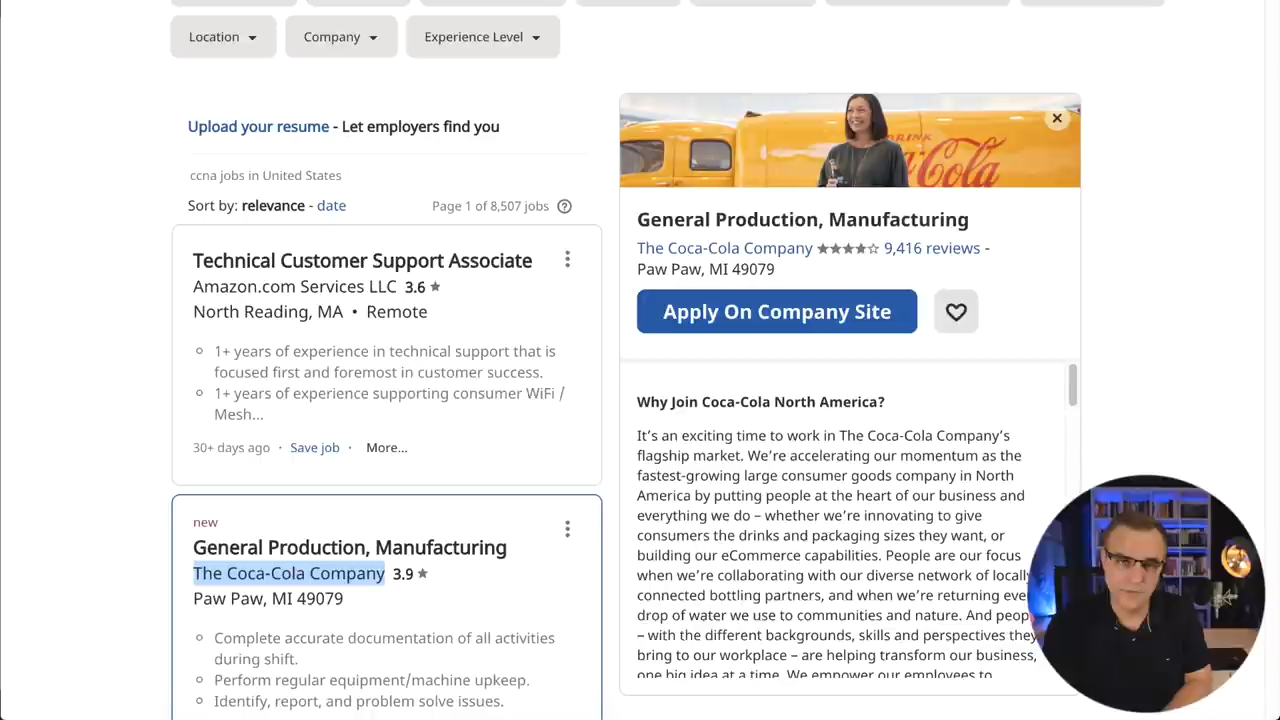 Location
Company
Experience Level
Upload your resume - Let employers find you
ccna jobs in United States
Sort by: relevance - date
Page 1 of 8,507 jobs
Technical Customer Support Associate
Amazon.com Services LLC 3.6
North Reading, MA • Remote
1+ years of experience in technical support that is
focused first and foremost in customer success.
1+ years of experience supporting consumer WiFi /
Mesh...
30+ days ago · Save job · More...
new
General Production, Manufacturing
The Coca-Cola Company 3.9
Paw Paw, MI 49079
Complete accurate documentation of all activities
during shift.
Perform regular equipment/machine upkeep.
Identify, report, and problem solve issues.
DRINK
Cola
General Production, Manufacturing
The Coca-Cola Company 9,416 reviews -
Paw Paw, MI 49079
Apply On Company Site
Why Join Coca-Cola North America?
It’s an exciting time to work in The Coca-Cola Company’s
flagship market. We’re accelerating our momentum as the
fastest-growing large consumer goods company in North
America by putting people at the heart of our business and
everything we do – whether we’re innovating to give
consumers the drinks and packaging sizes they want, or
building our eCommerce capabilities. People are our focus
when we’re collaborating with our diverse network of locally
connected bottling partners, and when we’re returning
drop of water we use to communities and nature. And
– with the different backgrounds, skills and perspectives they
bring to our workplace – are helping transform our business,
one big idea at a time. We empower our employees to